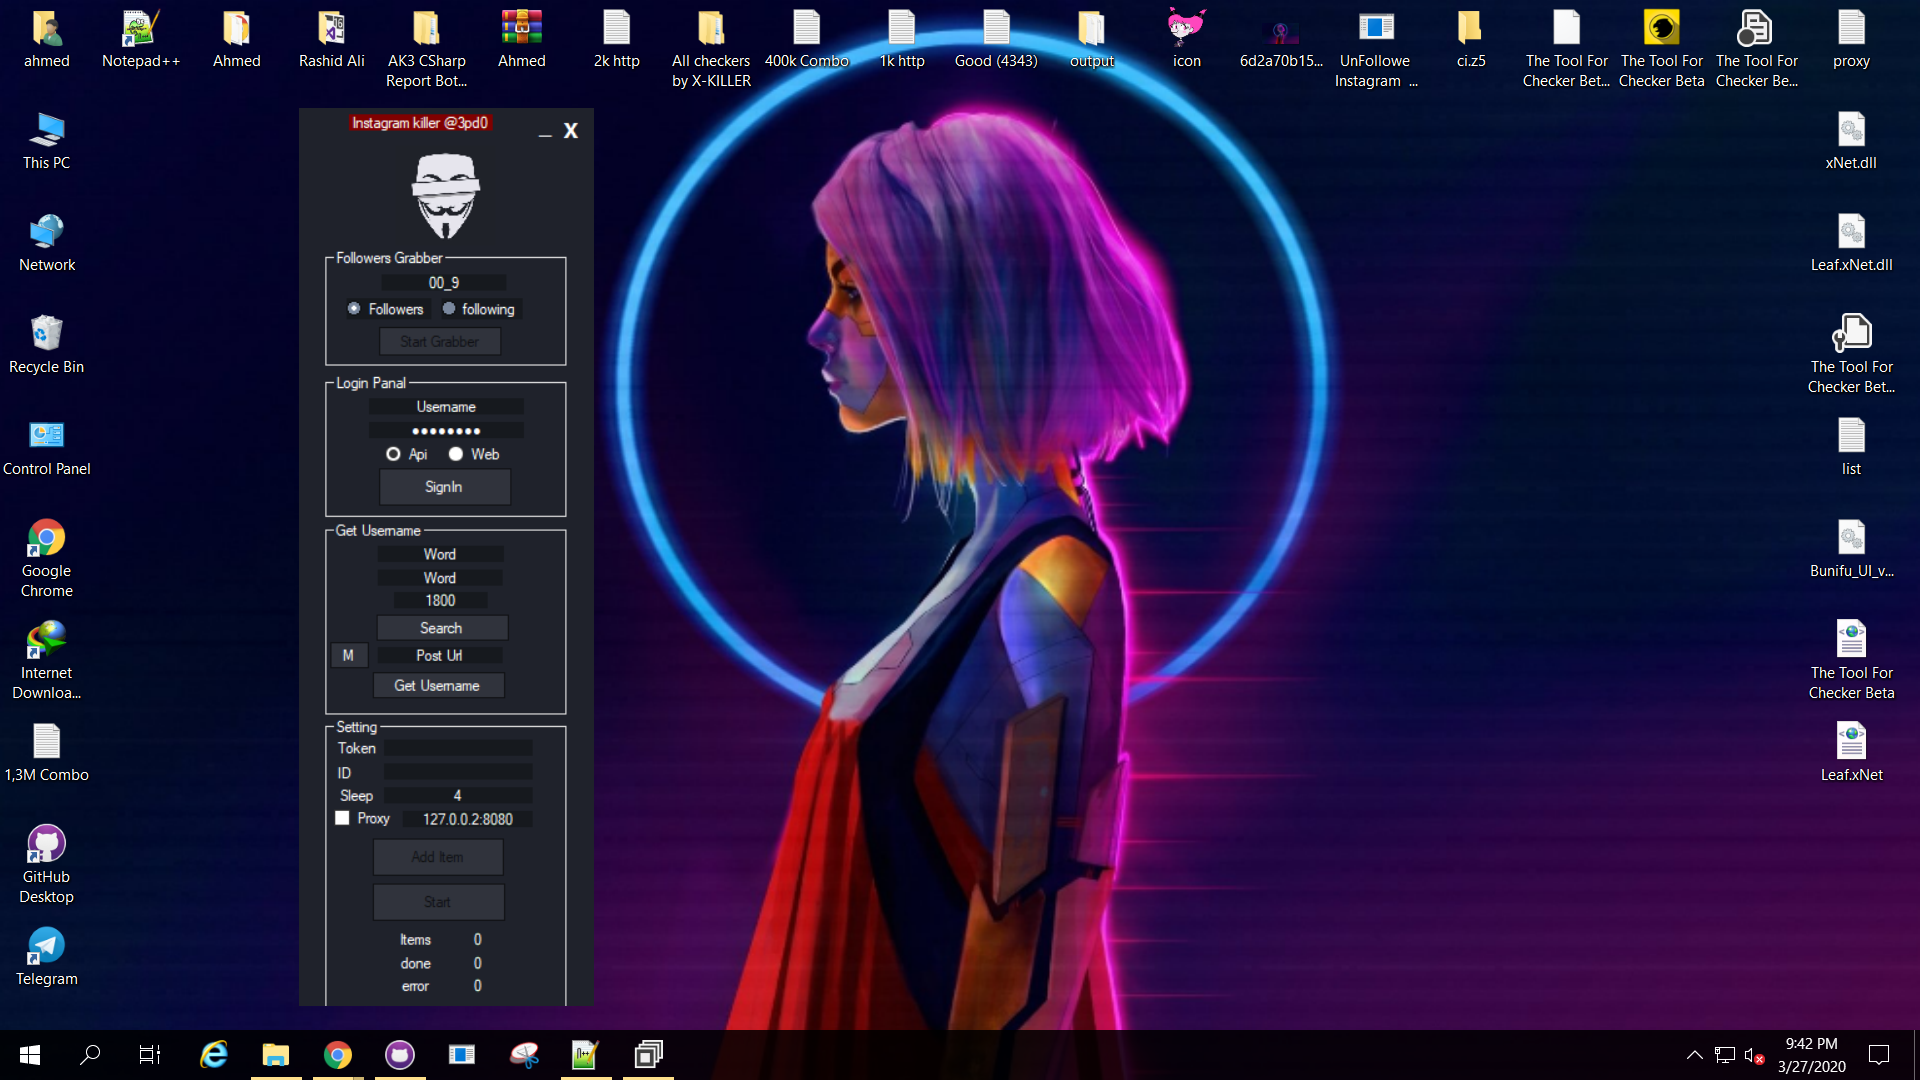 ahmed
Notepad++
Ahmed
Rashid Ali
AK3 CSharp
Report Bot...
Ahmed
2k http
All checkers
by X-KILLER
400k Combo
1k http
Good (4343)
output
icon
6d2a70b15...
UnFollowe
Instagram ...
ci.z5
The Tool For
Checker Bet...
The Tool For
Checker Beta
The Tool For
Checker Be...
proxy
This PC
Network
Recycle Bin
Control Panel
Google
Chrome
Internet
Downloa...
1,3M Combo
GitHub
Desktop
Telegram
Instagram killer @3pd0
_ X
Followers Grabber
00_9
Followers following
Start Grabber
Login Panal
Username
Api Web
SignIn
Get Username
Word
Word
1800
Search
M Post Url
Get Username
Setting
Token
ID
Sleep 4
Proxy 127.0.0.2:8080
Add Item
Start
Items 0
done 0
error 0
xNet.dll
Leaf.xNet.dll
The Tool For
Checker Bet...
list
Bunifu_UI_v...
The Tool For
Checker Beta
Leaf.xNet
9:42 PM
3/27/2020